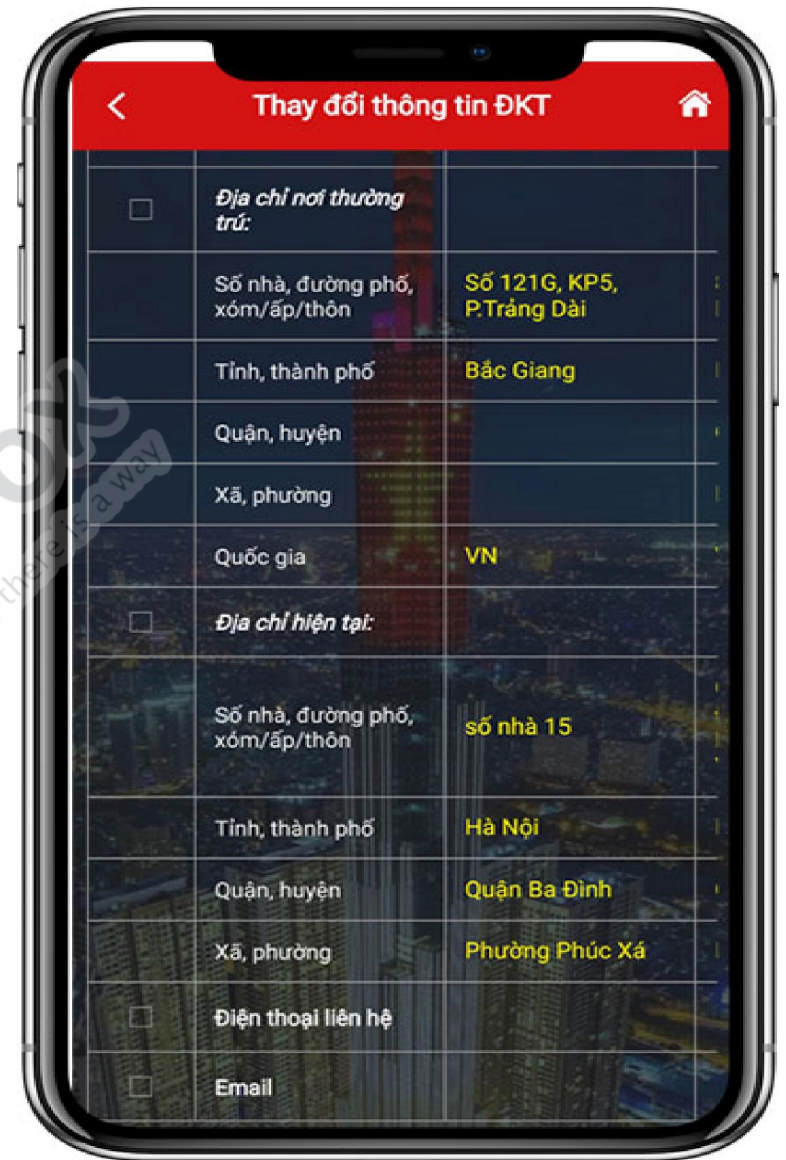 Thay đổi thông tin ĐKT
Địa chỉ nơi thường
trú:
Số nhà, đường phố,
xóm/ấp/thôn
Số 121G, KP5,
P.Trảng Dài
Tỉnh, thành phố
Bắc Giang
Quận, huyện
Xã, phường
Quốc gia
VN
Địa chỉ hiện tại:
Số nhà, đường phố,
xóm/ấp/thôn
số nhà 15
Tỉnh, thành phố
Hà Nội
Quận, huyện
Quận Ba Đình
Xã, phường
Phường Phúc Xá
Điện thoại liên hệ
Email
there is a way